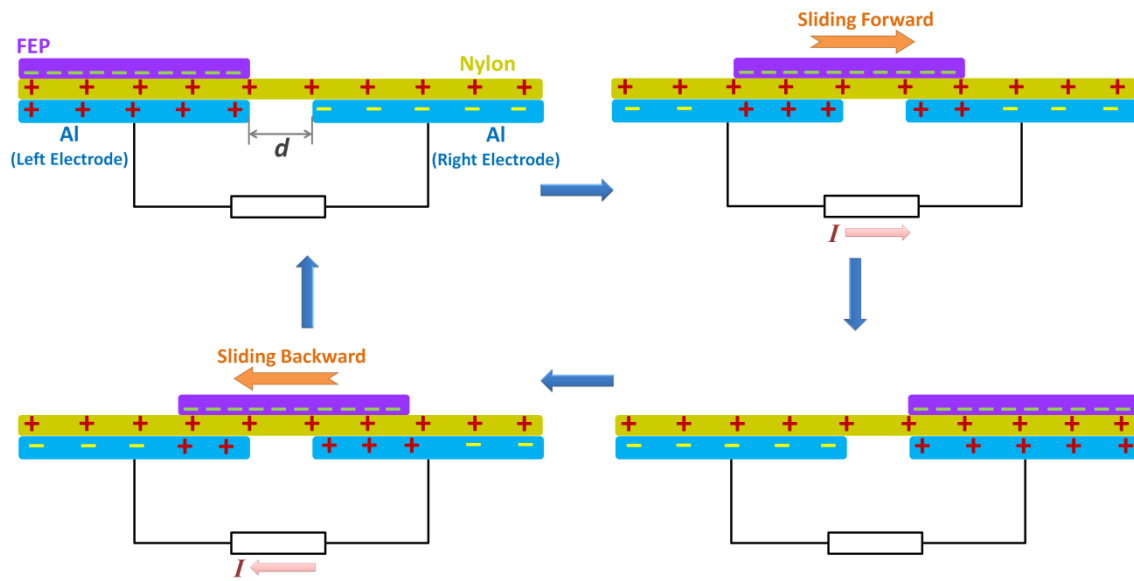 FEP
Nylon
Al
(Left Electrode)
d
Al
(Right Electrode)
Sliding Forward
I
Sliding Backward
I